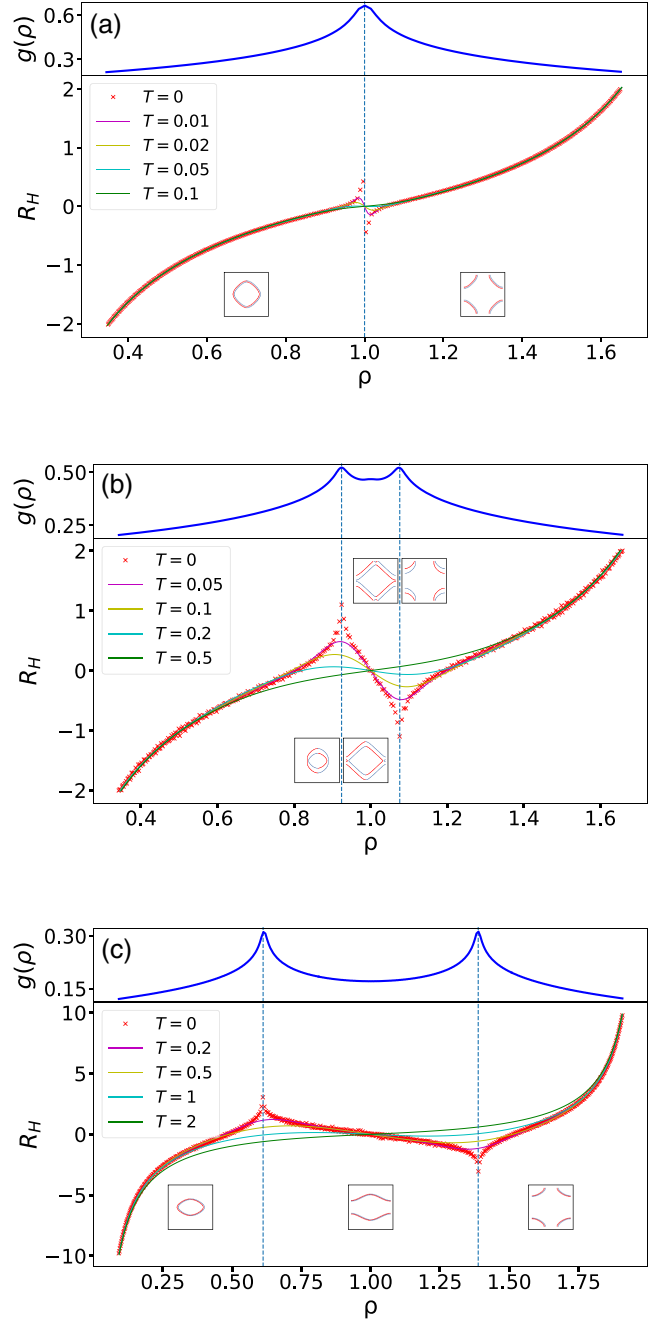 (a)
g(ρ)
0.6
0.3
T = 0
T = 0.01
T = 0.02
T = 0.05
T = 0.1
R_H
2
1
0
−1
−2
0.4 0.6 0.8 1.0 1.2 1.4 1.6
ρ
(b)
g(ρ)
0.50
0.25
T = 0
T = 0.05
T = 0.1
T = 0.2
T = 0.5
R_H
2
1
0
−1
−2
0.4 0.6 0.8 1.0 1.2 1.4 1.6
ρ
(c)
g(ρ)
0.30
0.15
T = 0
T = 0.2
T = 0.5
T = 1
T = 2
R_H
10
5
0
−5
−10
0.25 0.50 0.75 1.00 1.25 1.50 1.75
ρ